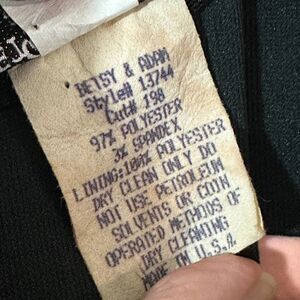 BETSY & ADAM
Style# 13744
Cut# 198
97% POLYESTER
3% SPANDEX
LINING:100% POLYESTER
DRY CLEAN ONLY DO
NOT USE PETROLEUM
SOLVENTS OR COIN
OPERATED METHODS OF
DRY CLEANING
MADE IN U.S.A.